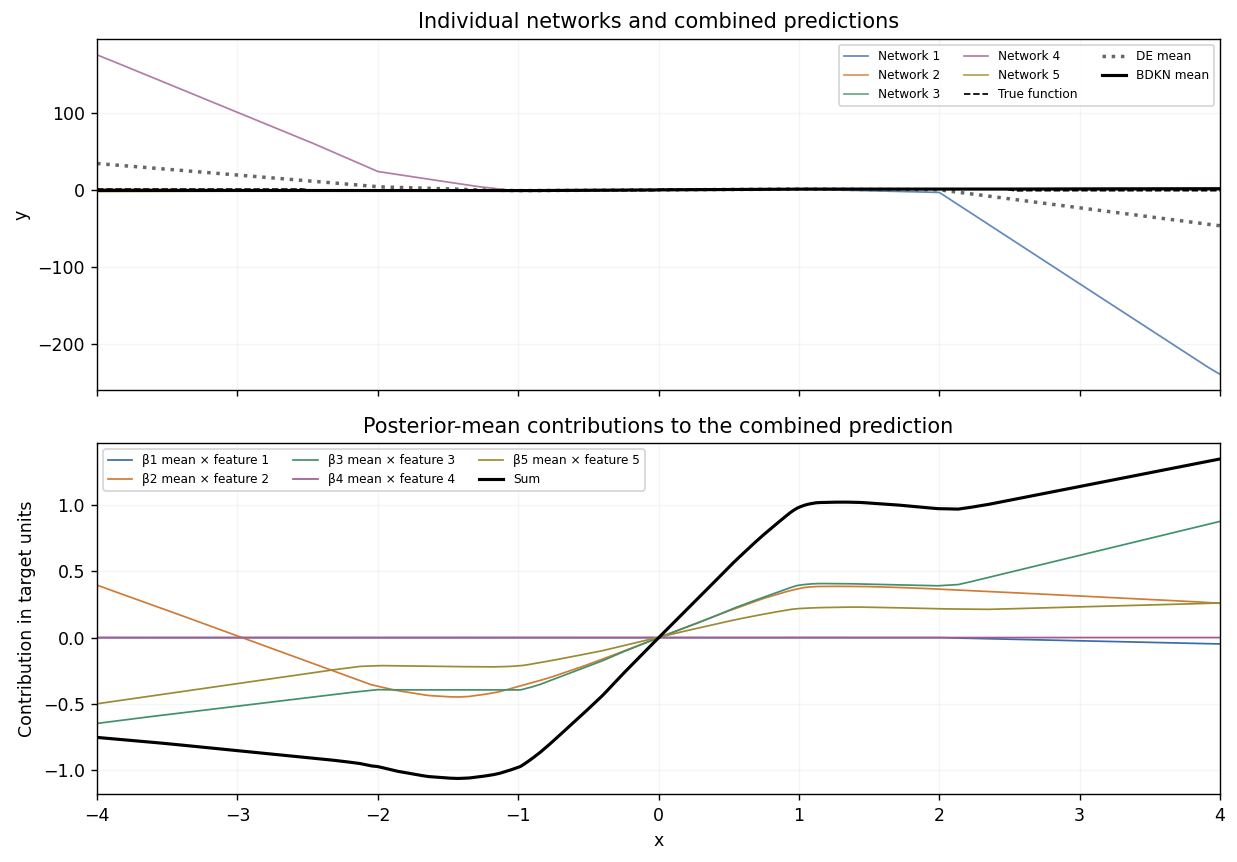 Individual networks and combined predictions
Network 1
Network 2
Network 3
Network 4
Network 5
True function
DE mean
BDKN mean
100
0
−100
−200
y
Posterior-mean contributions to the combined prediction
β1 mean × feature 1
β2 mean × feature 2
β3 mean × feature 3
β4 mean × feature 4
β5 mean × feature 5
Sum
1.0
0.5
0.0
−0.5
−1.0
Contribution in target units
−4 −3 −2 −1 0 1 2 3 4
x